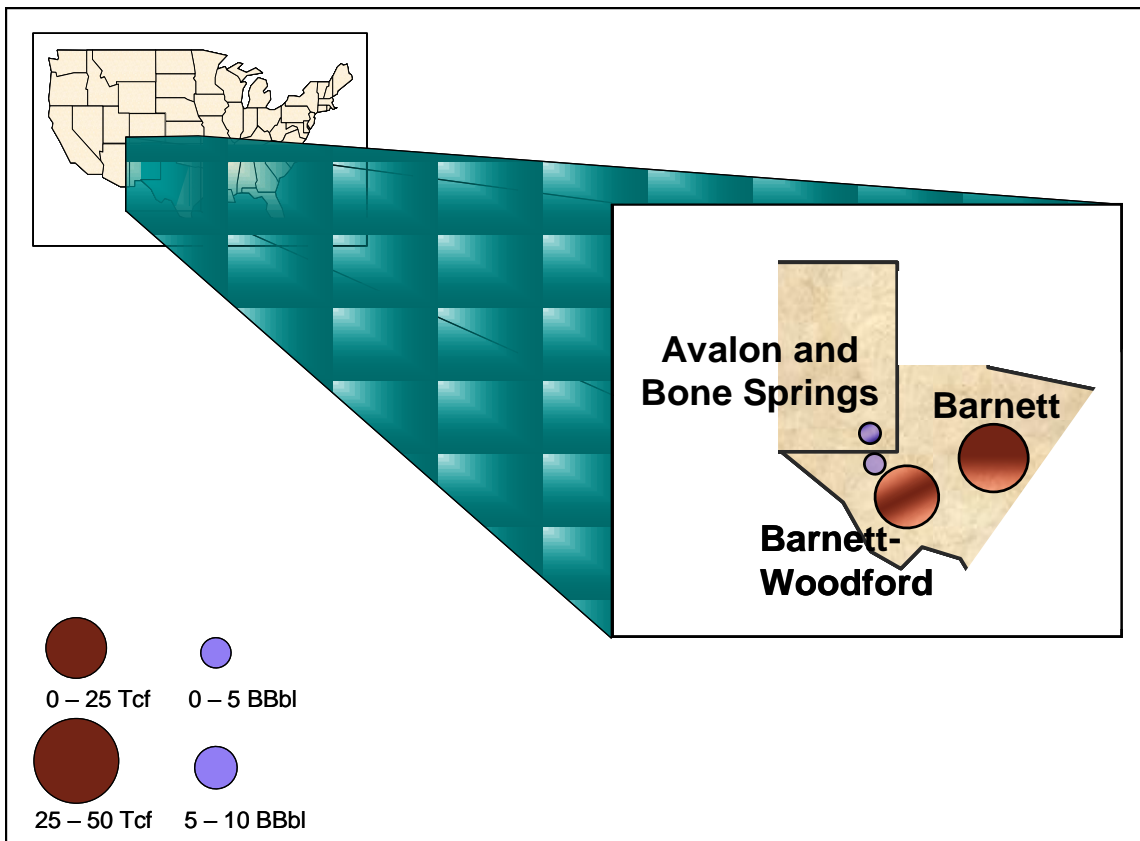 Avalon and
Bone Springs
Barnett
Barnett-
Woodford
0 – 25 Tcf
0 – 5 BBbl
25 – 50 Tcf
5 – 10 BBbl